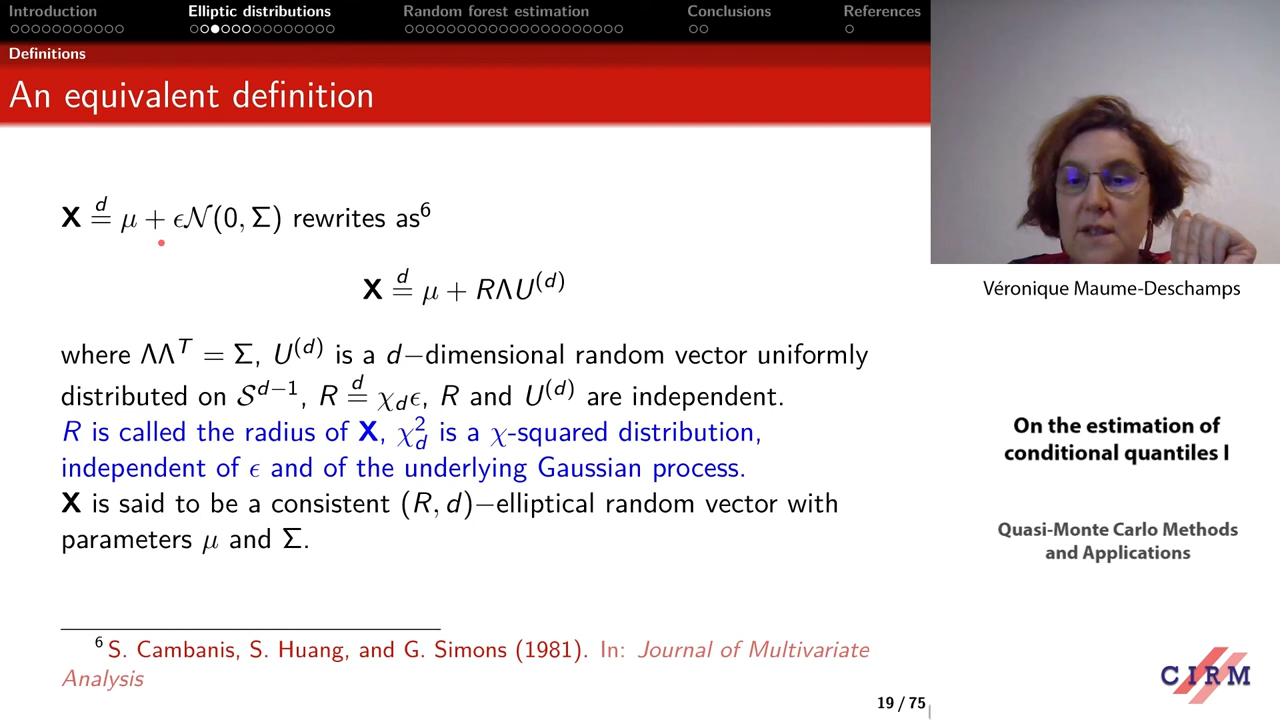 Introduction Elliptic distributions Random forest estimation Conclusions References
Definitions
An equivalent definition
X d= μ + ϵ𝒩(0, Σ) rewrites as⁶
X d= μ + RΛU⁽ᵈ⁾
where ΛΛᵀ = Σ, U⁽ᵈ⁾ is a d−dimensional random vector uniformly
distributed on 𝒮ᵈ⁻¹, R d= χ_dϵ, R and U⁽ᵈ⁾ are independent.
R is called the radius of X, χ²_d is a χ-squared distribution,
independent of ϵ and of the underlying Gaussian process.
X is said to be a consistent (R, d)−elliptical random vector with
parameters μ and Σ.
⁶ S. Cambanis, S. Huang, and G. Simons (1981). In: Journal of Multivariate
Analysis
19 / 75
Véronique Maume-Deschamps
On the estimation of
conditional quantiles I
Quasi-Monte Carlo Methods
and Applications
CIRM